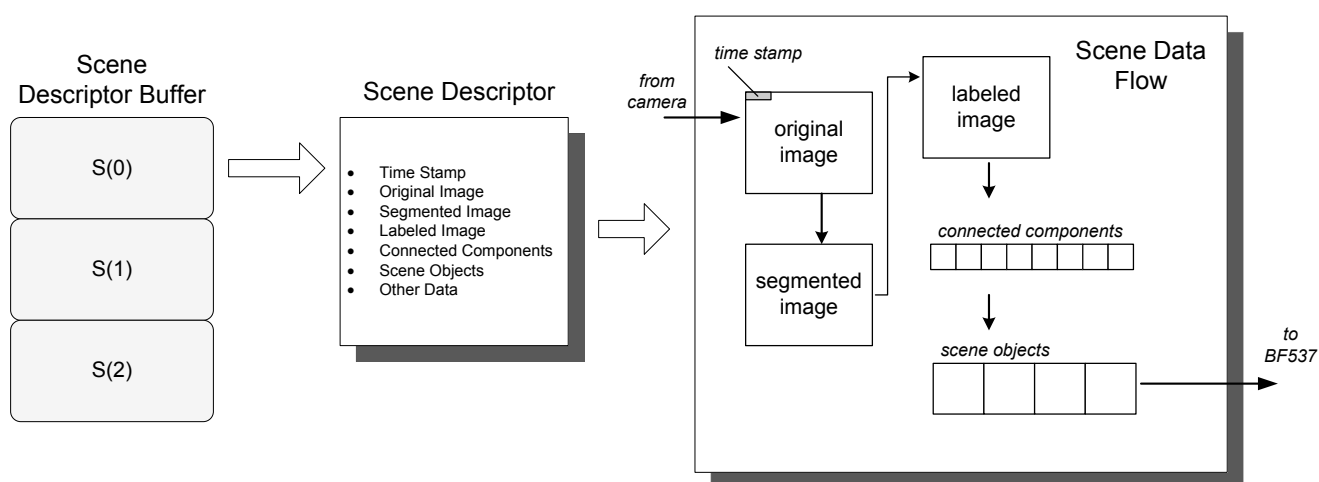 Scene
Descriptor Buffer
S(0)
S(1)
S(2)
Scene Descriptor
• Time Stamp
• Original Image
• Segmented Image
• Labeled Image
• Connected Components
• Scene Objects
• Other Data
Scene Data
Flow
time stamp
from
camera
original
image
segmented
image
labeled
image
connected components
scene objects
to
BF537